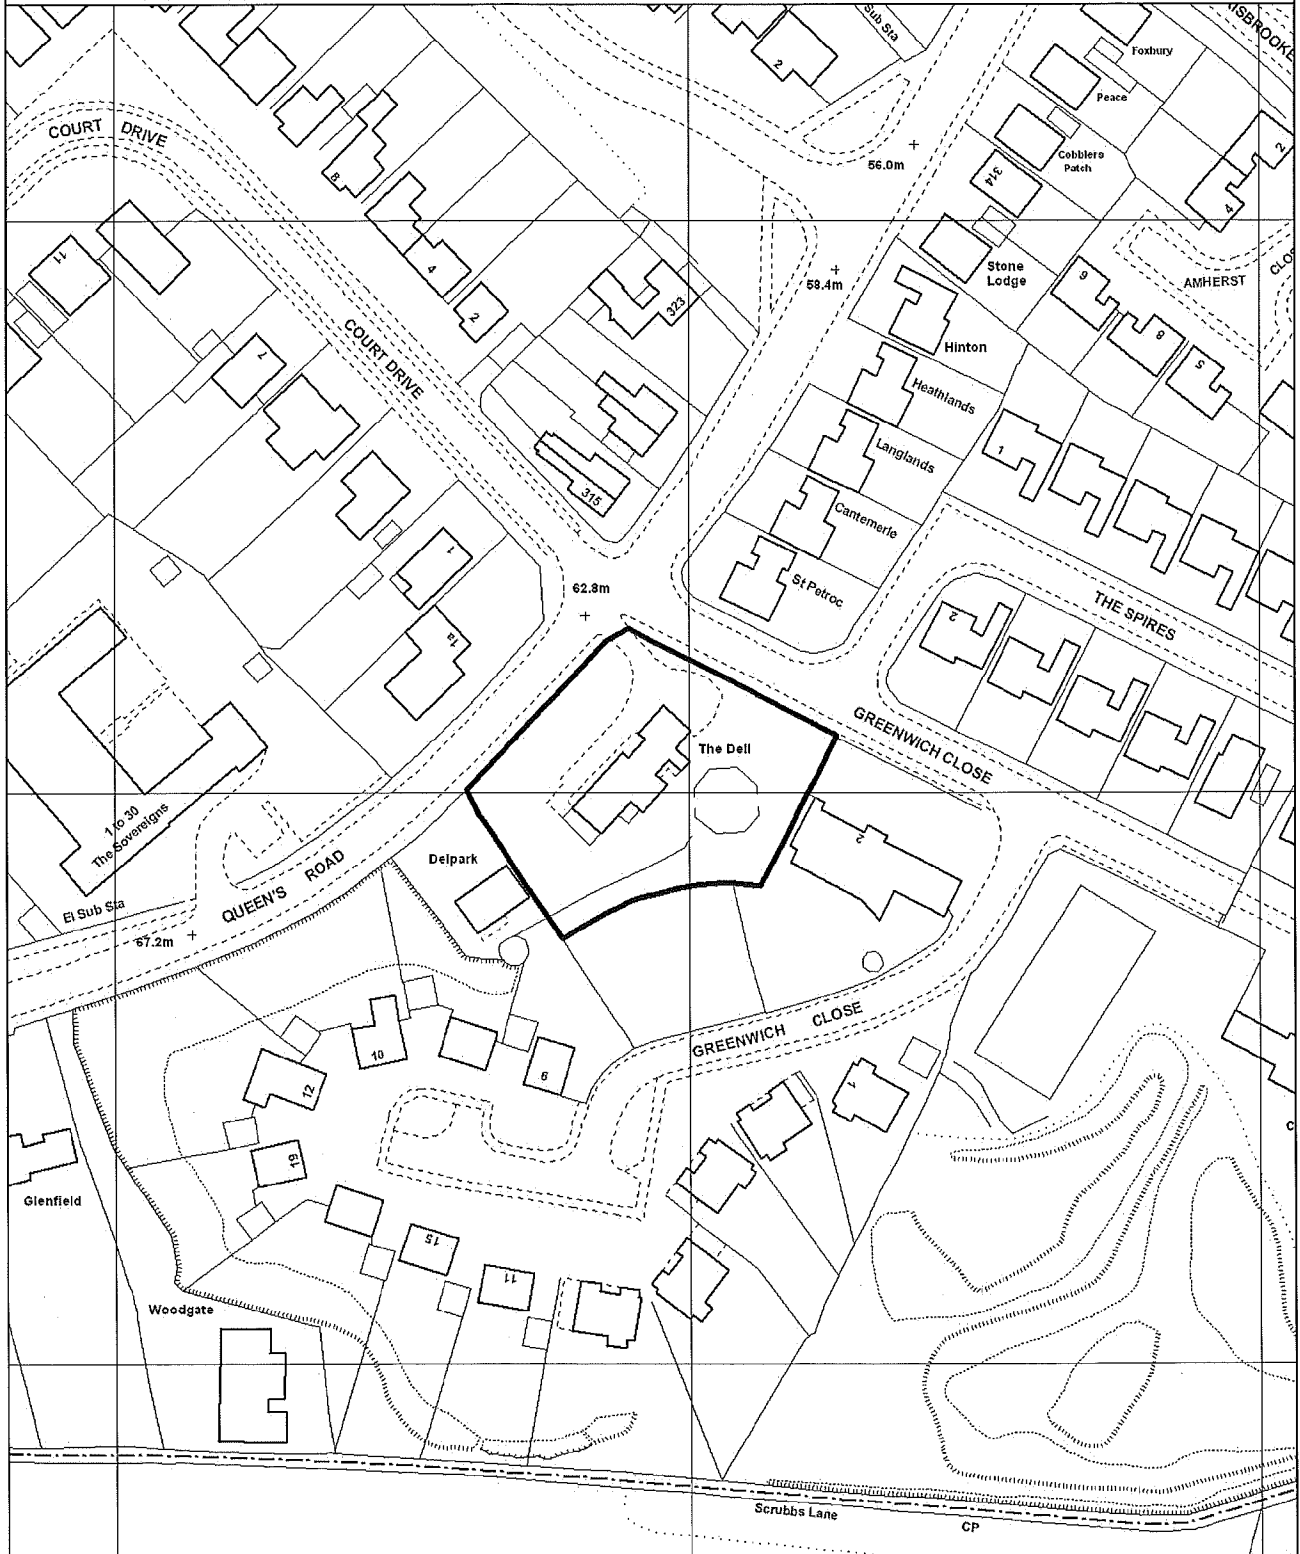 Sub Sta
2
Foxbury
Peace
COURT DRIVE
56.0m
Cobblers
Patch
314
2
4
8
11
4
Stone
Lodge
AMHERST
58.4m
323
2
9
8
5
COURT DRIVE
Hinton
7
Heathlands
1
Langlands
315
Cantemerle
1
62.8m
St Petroc
THE SPIRES
1a
2
The Dell
GREENWICH CLOSE
1 to 30
The Sovereigns
2
Delpark
QUEEN'S ROAD
El Sub Sta
67.2m
GREENWICH CLOSE
10
12
1
19
Glenfield
15
11
Woodgate
Scrubbs Lane
CP